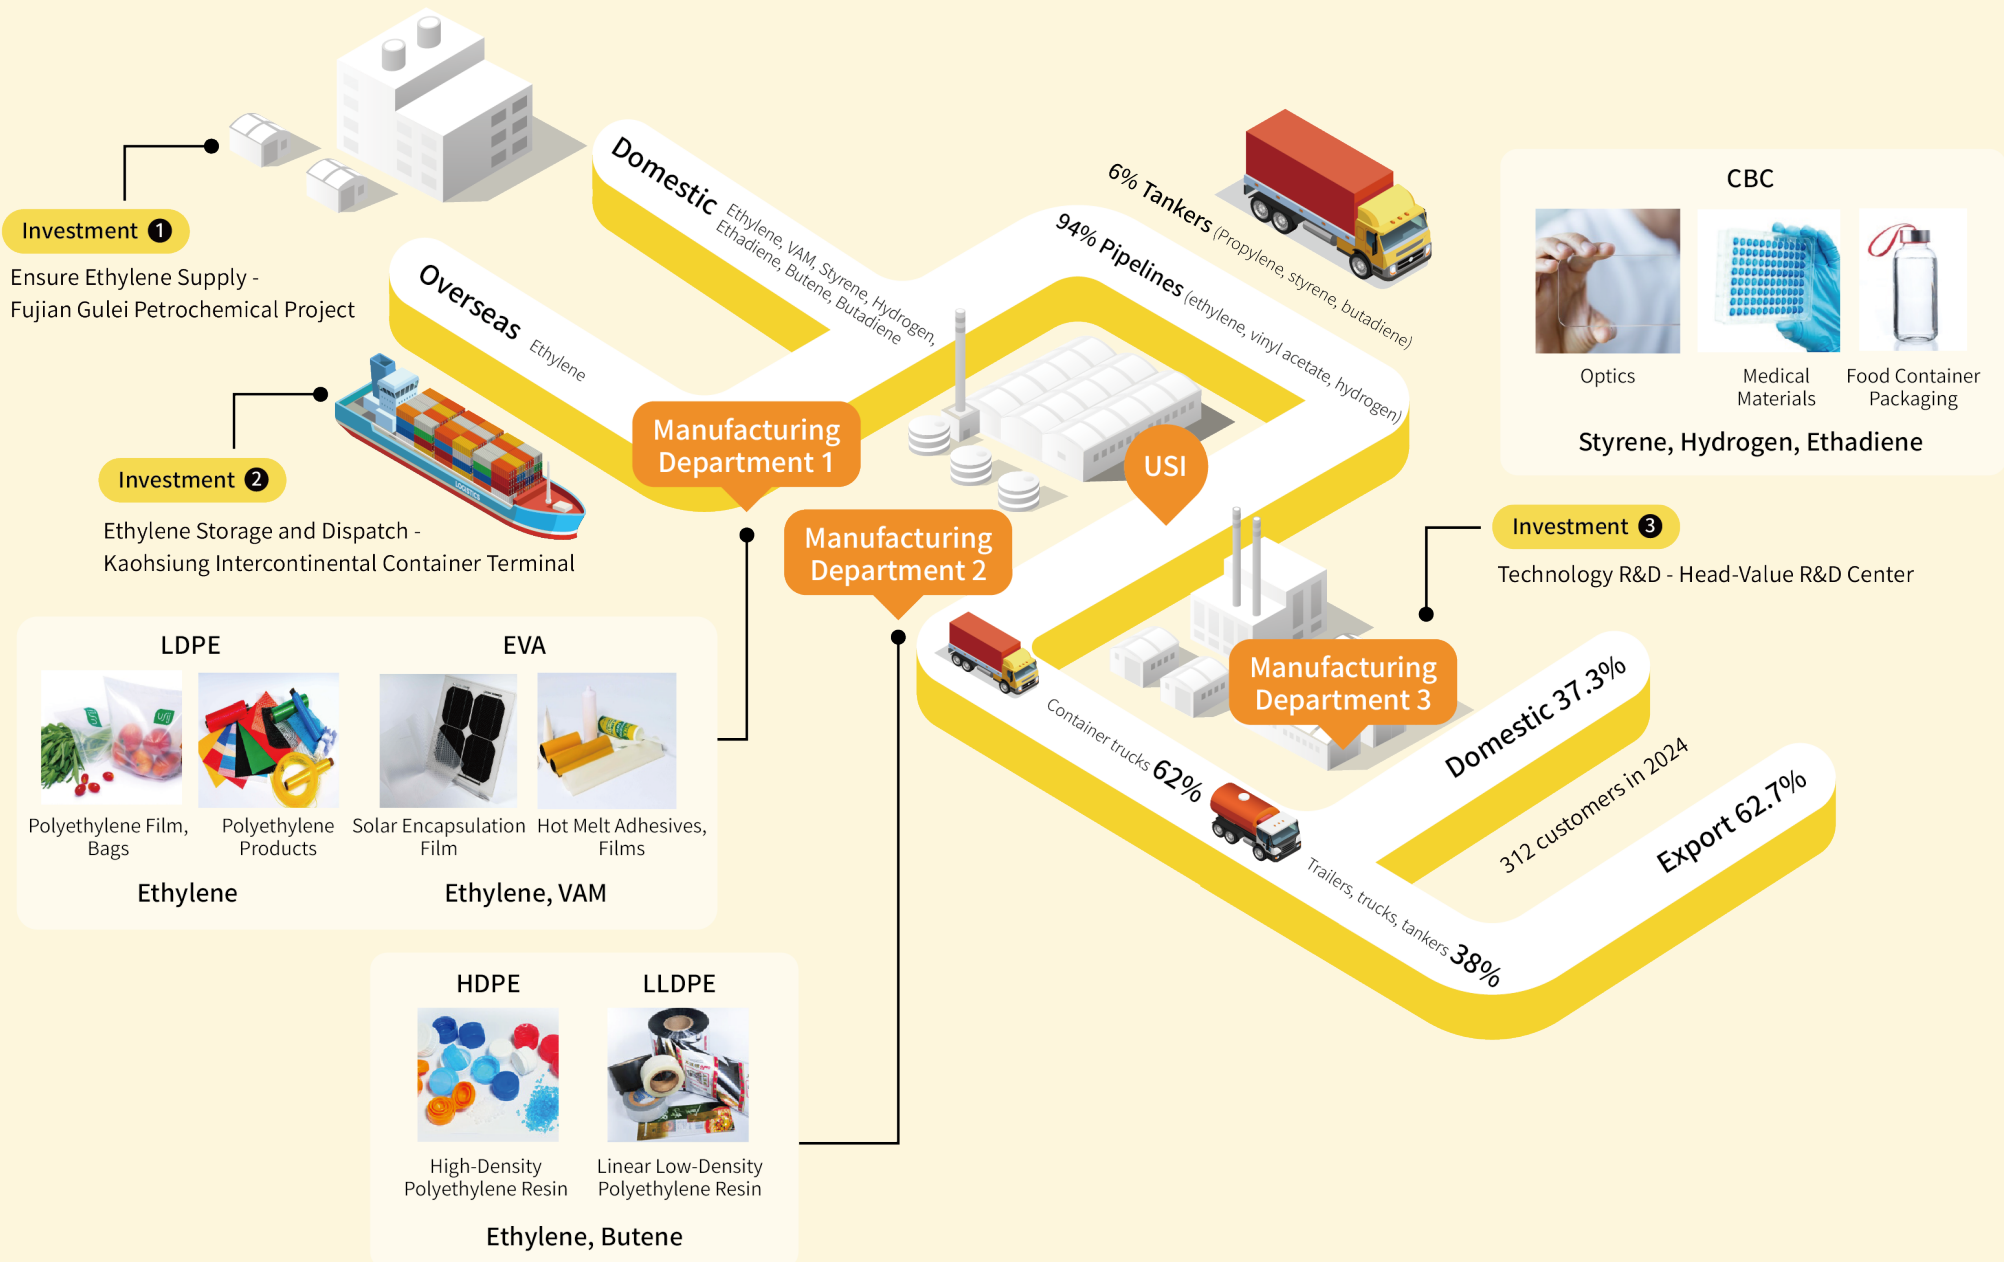 Domestic
Ethylene, VAM, Styrene, Hydrogen,
Ethadiene, Butene, Butadiene
Overseas
Ethylene
Investment 1
Ensure Ethylene Supply -
Fujian Gulei Petrochemical Project
LOGISTICS
Investment 2
Ethylene Storage and Dispatch -
Kaohsiung Intercontinental Container Terminal
6% Tankers (Propylene, styrene, butadiene)
94% Pipelines (ethylene, vinyl acetate, hydrogen)
Manufacturing
Department 1
USI
Manufacturing
Department 2
CBC
Optics
Medical
Materials
Food Container
Packaging
Styrene, Hydrogen, Ethadiene
Investment 3
Technology R&D - Head-Value R&D Center
Manufacturing
Department 3
Container trucks 62%
Trailers, trucks, tankers 38%
Domestic 37.3%
312 customers in 2024
Export 62.7%
LDPE
EVA
Polyethylene Film,
Bags
Polyethylene
Products
Solar Encapsulation
Film
Hot Melt Adhesives,
Films
Ethylene
Ethylene, VAM
HDPE
LLDPE
High-Density
Polyethylene Resin
Linear Low-Density
Polyethylene Resin
Ethylene, Butene